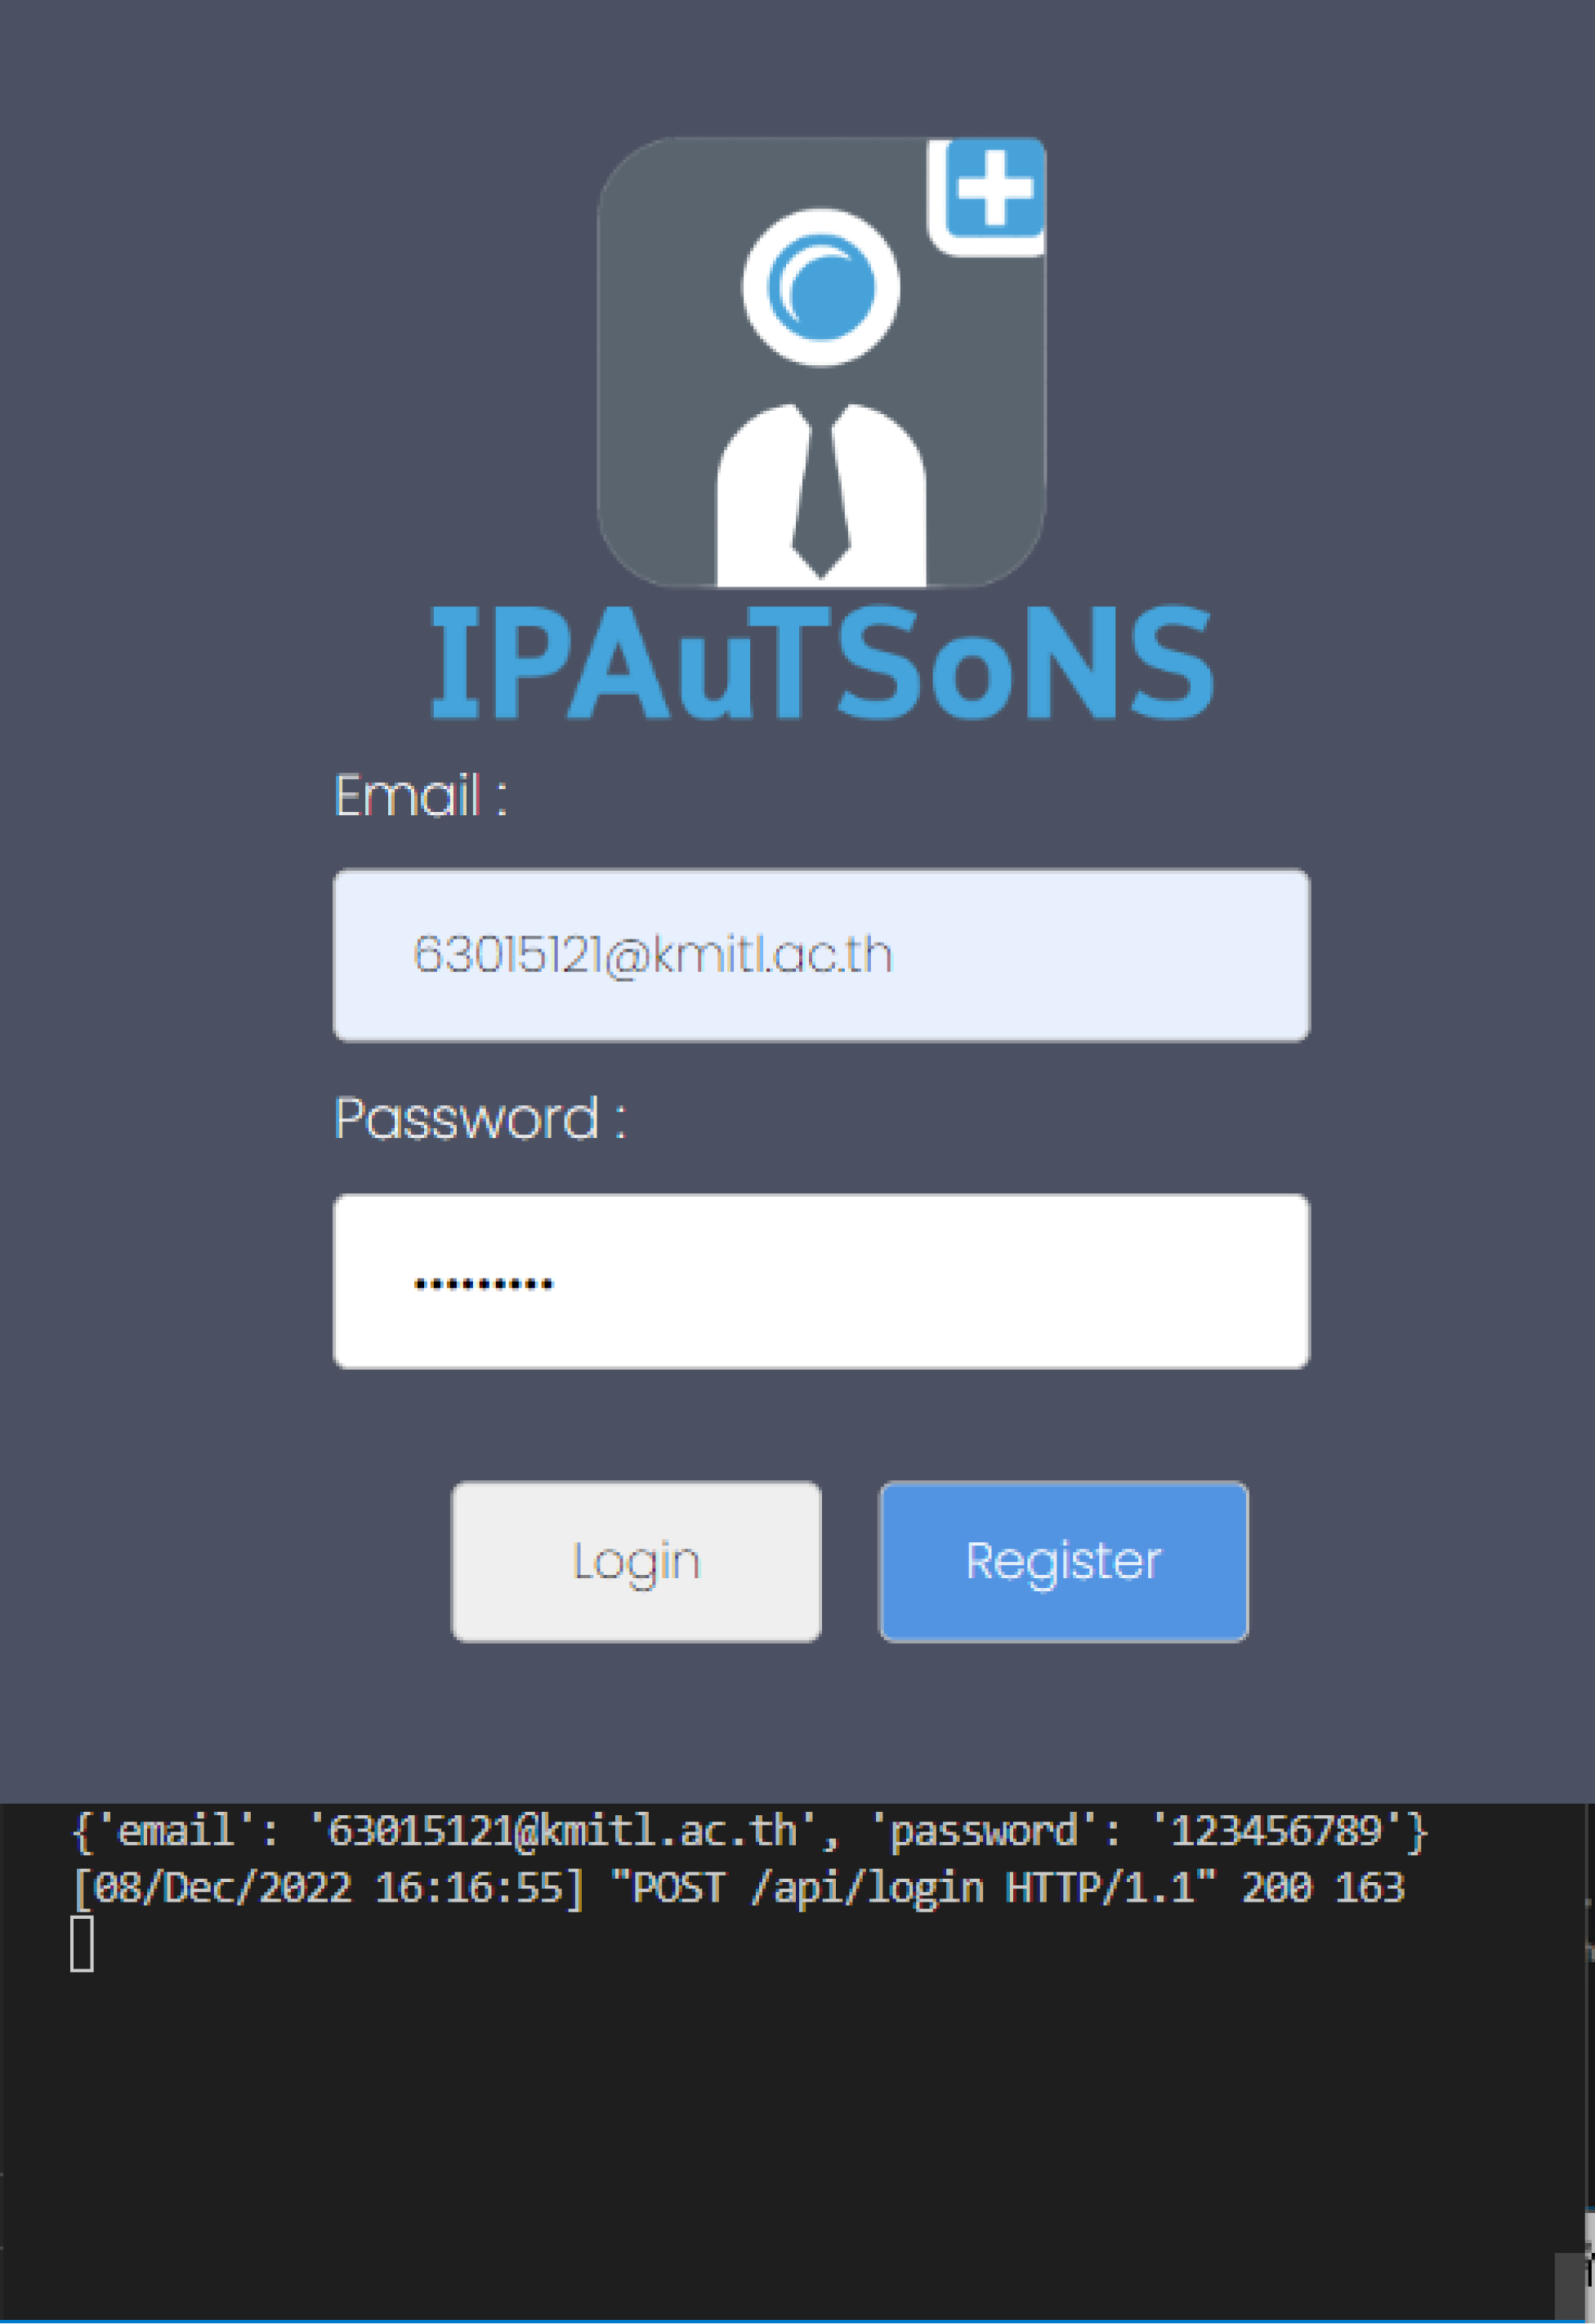 IPAuTSoNS
Email :
63015121@kmitl.ac.th
Password :
•••••••••
Login
Register
{'email': '63015121@kmitl.ac.th', 'password': '123456789'}
[08/Dec/2022 16:16:55] "POST /api/login HTTP/1.1" 200 163